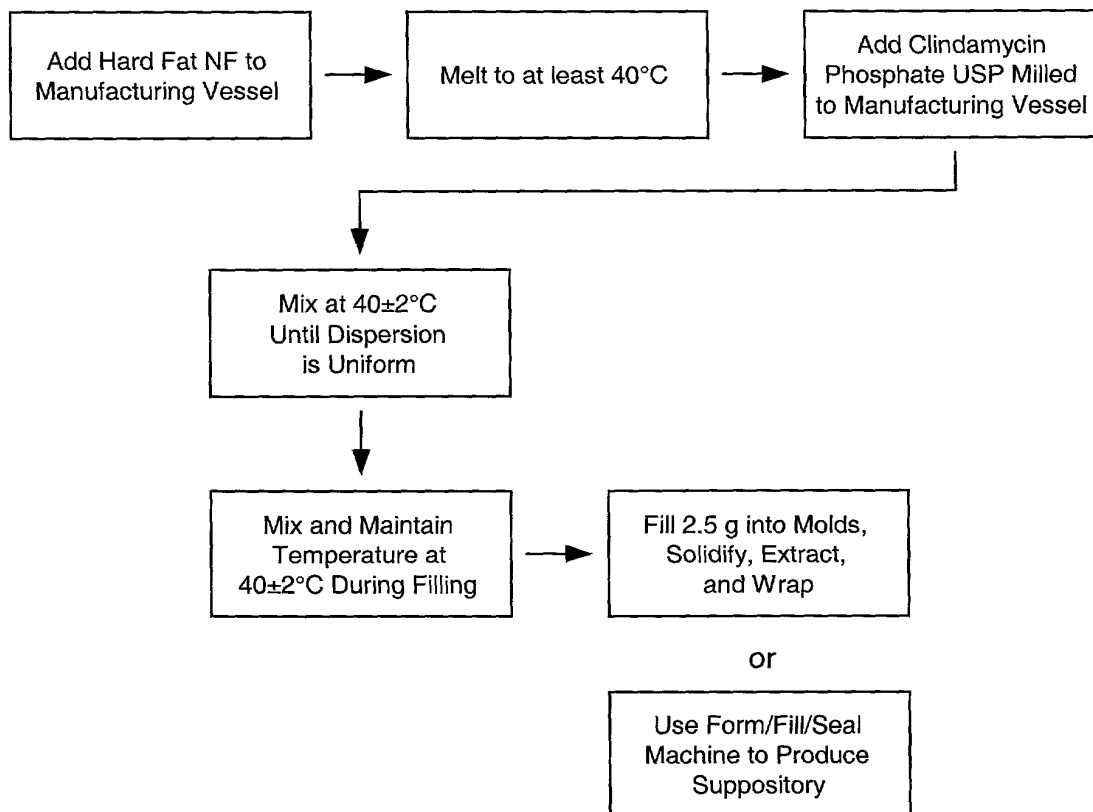 Add Hard Fat NF to
Manufacturing Vessel
Melt to at least 40°C
Add Clindamycin
Phosphate USP Milled
to Manufacturing Vessel
Mix at 40±2°C
Until Dispersion
is Uniform
Mix and Maintain
Temperature at
40±2°C During Filling
Fill 2.5 g into Molds,
Solidify, Extract,
and Wrap
or
Use Form/Fill/Seal
Machine to Produce
Suppository